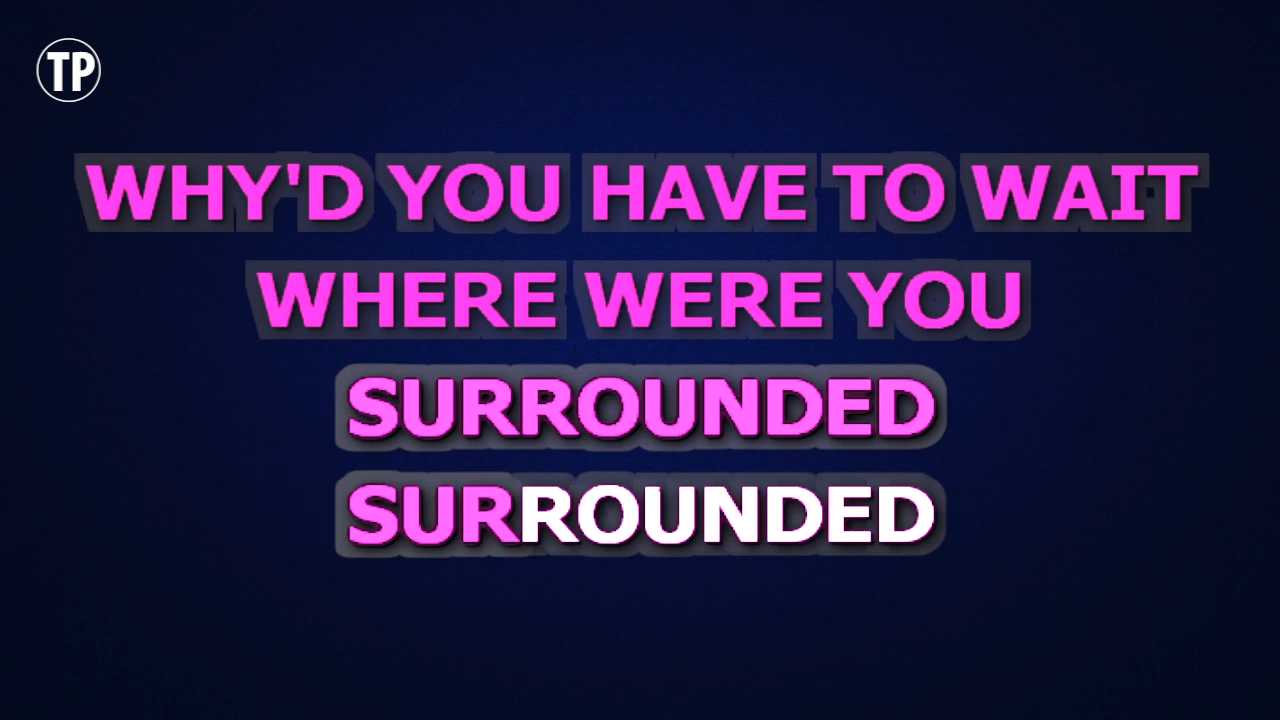 TP
WHY'D YOU HAVE TO WAIT
WHERE WERE YOU
SURROUNDED
SURROUNDED